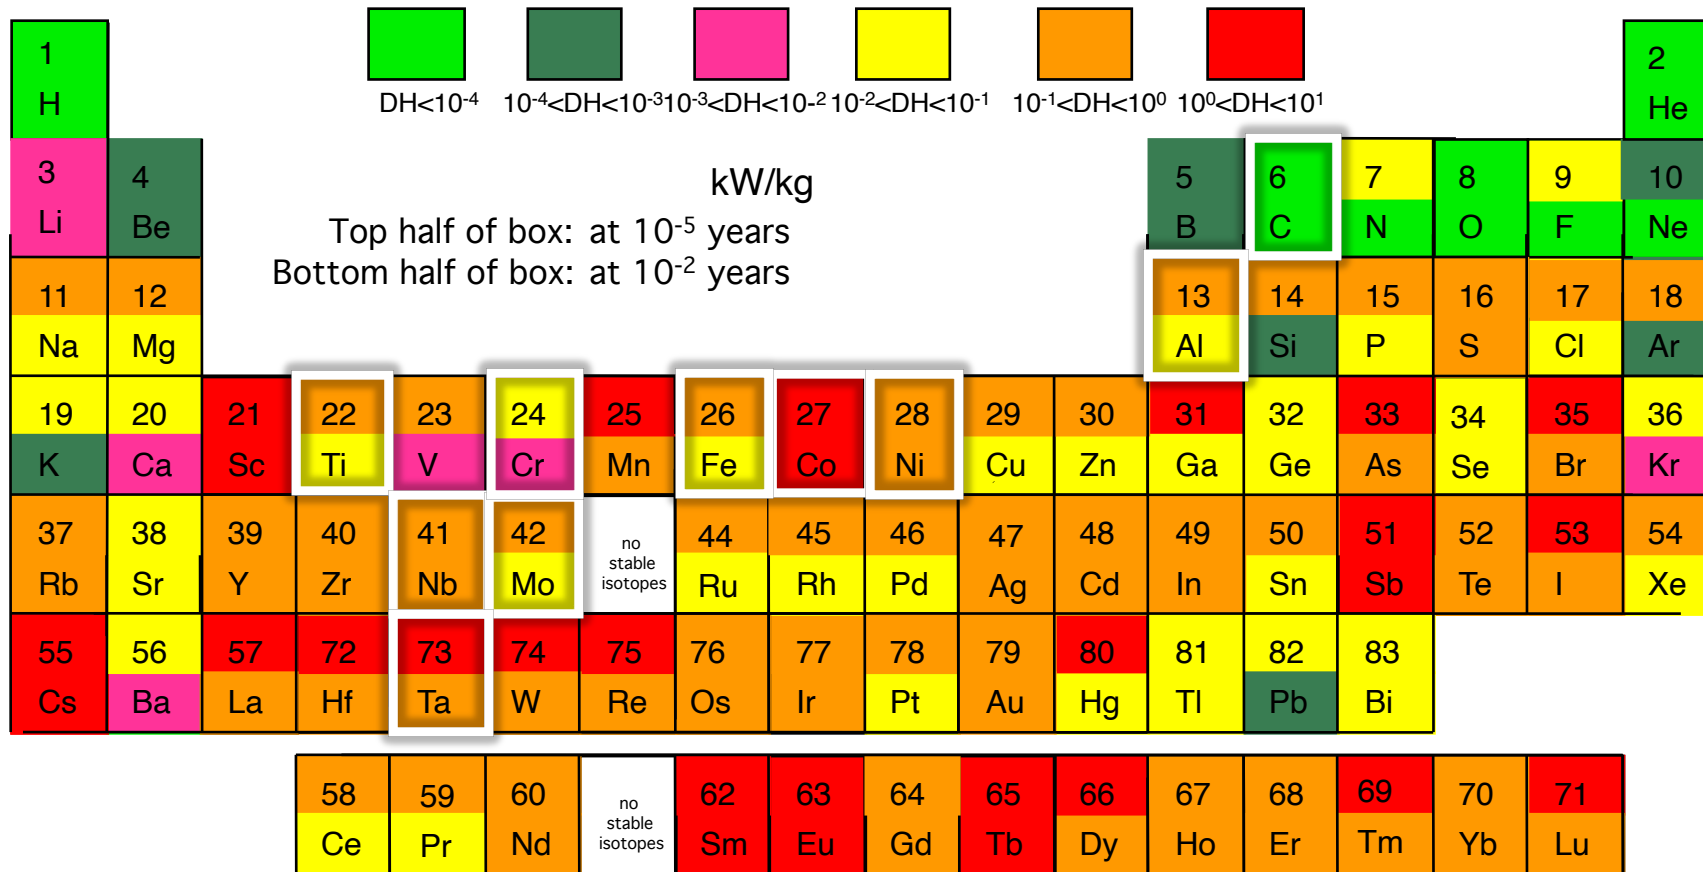 1 2
H He
DH<10⁻⁴ 10⁻⁴<DH<10⁻³ 10⁻³<DH<10⁻² 10⁻²<DH<10⁻¹ 10⁻¹<DH<10⁰ 10⁰<DH<10¹
kW/kg
Top half of box: at 10⁻⁵ years
Bottom half of box: at 10⁻² years
3 4 5 6 7 8 9 10
Li Be B C N O F Ne
11 12 13 14 15 16 17 18
Na Mg Al Si P S Cl Ar
19 20 21 22 23 24 25 26 27 28 29 30 31 32 33 34 35 36
K Ca Sc Ti V Cr Mn Fe Co Ni Cu Zn Ga Ge As Se Br Kr
37 38 39 40 41 42 44 45 46 47 48 49 50 51 52 53 54
Rb Sr Y Zr Nb Mo Ru Rh Pd Ag Cd In Sn Sb Te I Xe
no
stable
isotopes
55 56 57 72 73 74 75 76 77 78 79 80 81 82 83
Cs Ba La Hf Ta W Re Os Ir Pt Au Hg Tl Pb Bi
58 59 60 62 63 64 65 66 67 68 69 70 71
Ce Pr Nd Sm Eu Gd Tb Dy Ho Er Tm Yb Lu
no
stable
isotopes